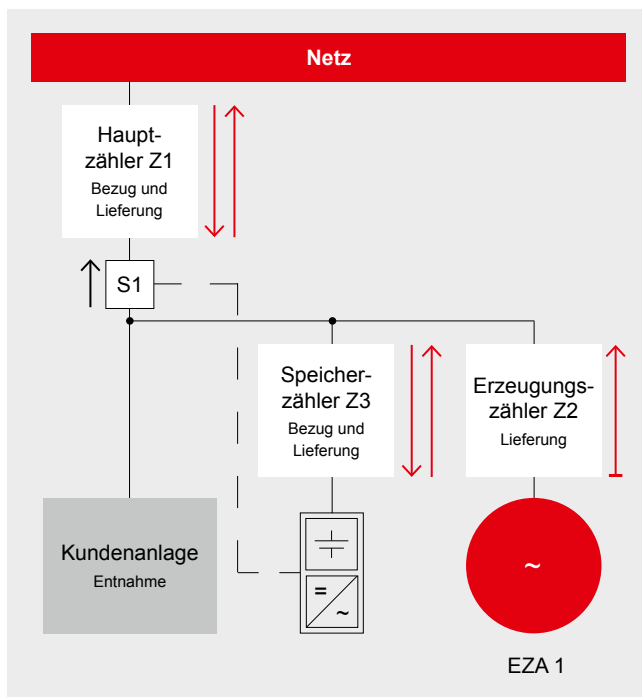 Netz
Haupt-
zähler Z1
Bezug und
Lieferung
S1
Speicher-
zähler Z3
Bezug und
Lieferung
Erzeugungs-
zähler Z2
Lieferung
Kundenanlage
Entnahme
=
~
~
EZA 1